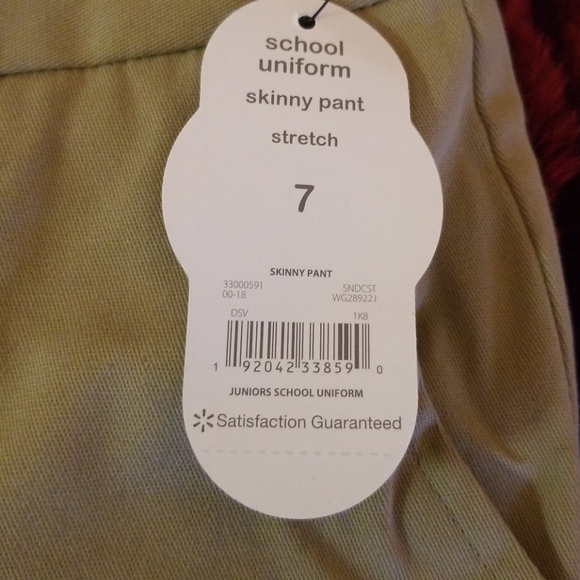 school
uniform
skinny pant
stretch
7
SKINNY PANT
33000591 SNDCST
00-18 WG28922J
DSV 1K8
1 92042 33859 0
JUNIORS SCHOOL UNIFORM
Satisfaction Guaranteed